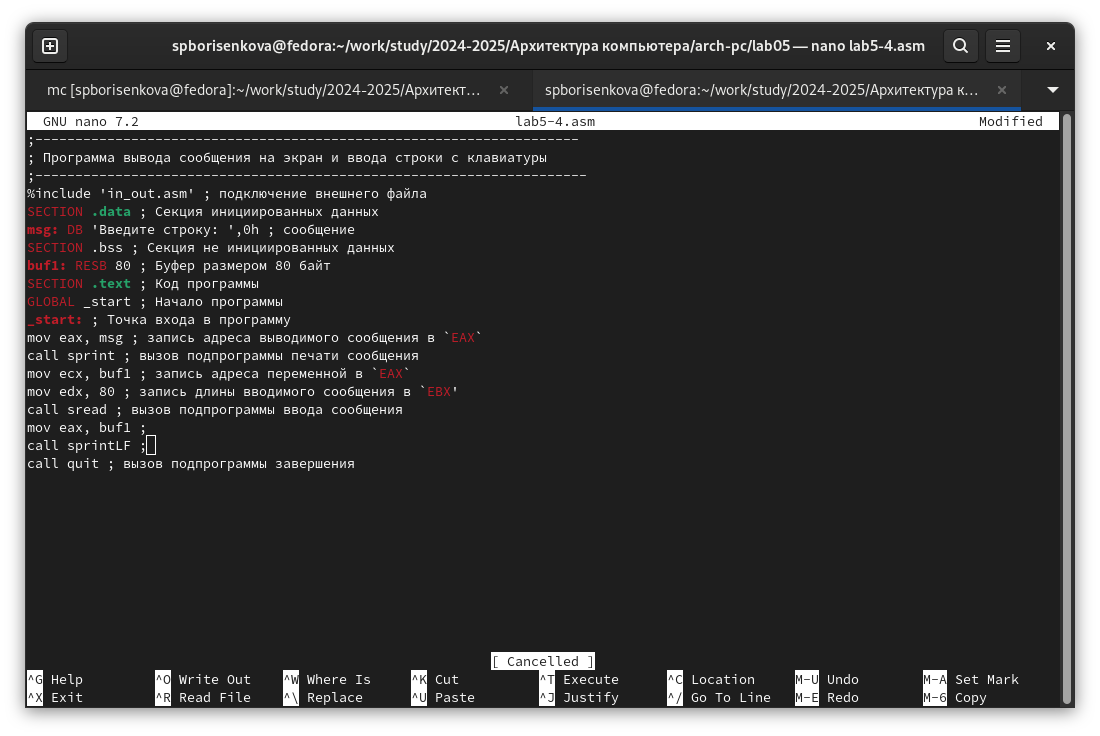 spborisenkova@fedora:~/work/study/2024-2025/Архитектура компьютера/arch-pc/lab05 — nano lab5-4.asm
mc [spborisenkova@fedora]:~/work/study/2024-2025/Архитект… × spborisenkova@fedora:~/work/study/2024-2025/Архитектура к… ×
GNU nano 7.2 lab5-4.asm Modified
;--------------------------------------------------------------------
; Программа вывода сообщения на экран и ввода строки с клавиатуры
;---------------------------------------------------------------------
%include 'in_out.asm' ; подключение внешнего файла
SECTION .data ; Секция инициированных данных
msg: DB 'Введите строку: ',0h ; сообщение
SECTION .bss ; Секция не инициированных данных
buf1: RESB 80 ; Буфер размером 80 байт
SECTION .text ; Код программы
GLOBAL _start ; Начало программы
_start: ; Точка входа в программу
mov eax, msg ; запись адреса выводимого сообщения в `EAX`
call sprint ; вызов подпрограммы печати сообщения
mov ecx, buf1 ; запись адреса переменной в `EAX`
mov edx, 80 ; запись длины вводимого сообщения в `EBX'
call sread ; вызов подпрограммы ввода сообщения
mov eax, buf1 ;
call sprintLF ;
call quit ; вызов подпрограммы завершения
[ Cancelled ]
^G Help ^O Write Out ^W Where Is ^K Cut ^T Execute ^C Location M-U Undo M-A Set Mark
^X Exit ^R Read File ^\ Replace ^U Paste ^J Justify ^/ Go To Line M-E Redo M-6 Copy